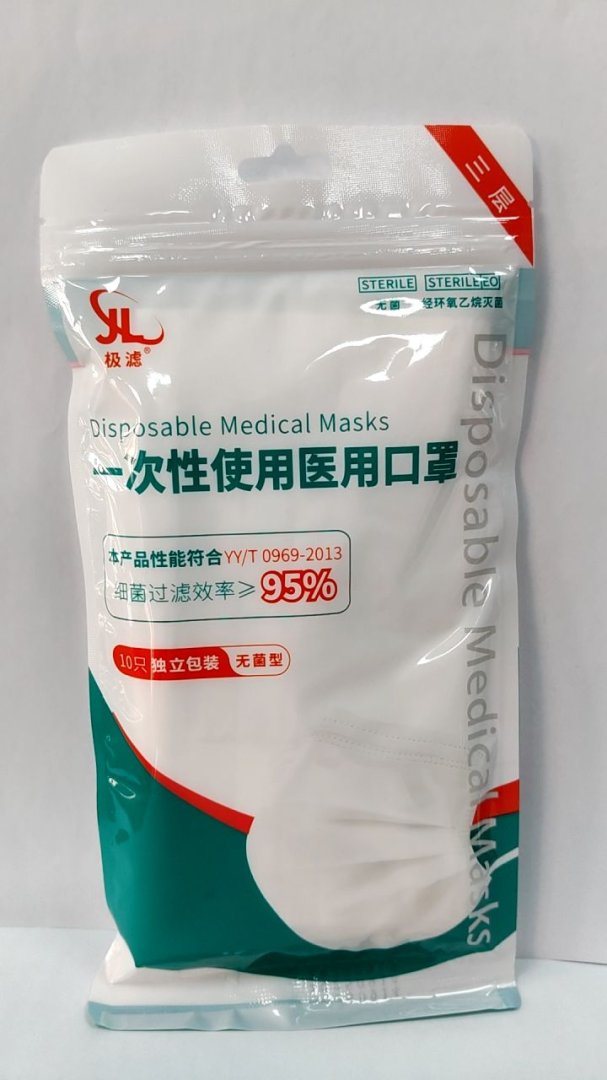 三层
STERILE STERILE EO
无菌 经环氧乙烷灭菌
JL
极滤®
Disposable Medical Masks
一次性使用医用口罩
本产品性能符合YY/T 0969-2013
细菌过滤效率≥95%
10只 独立包装 无菌型
Disposable Medical Masks